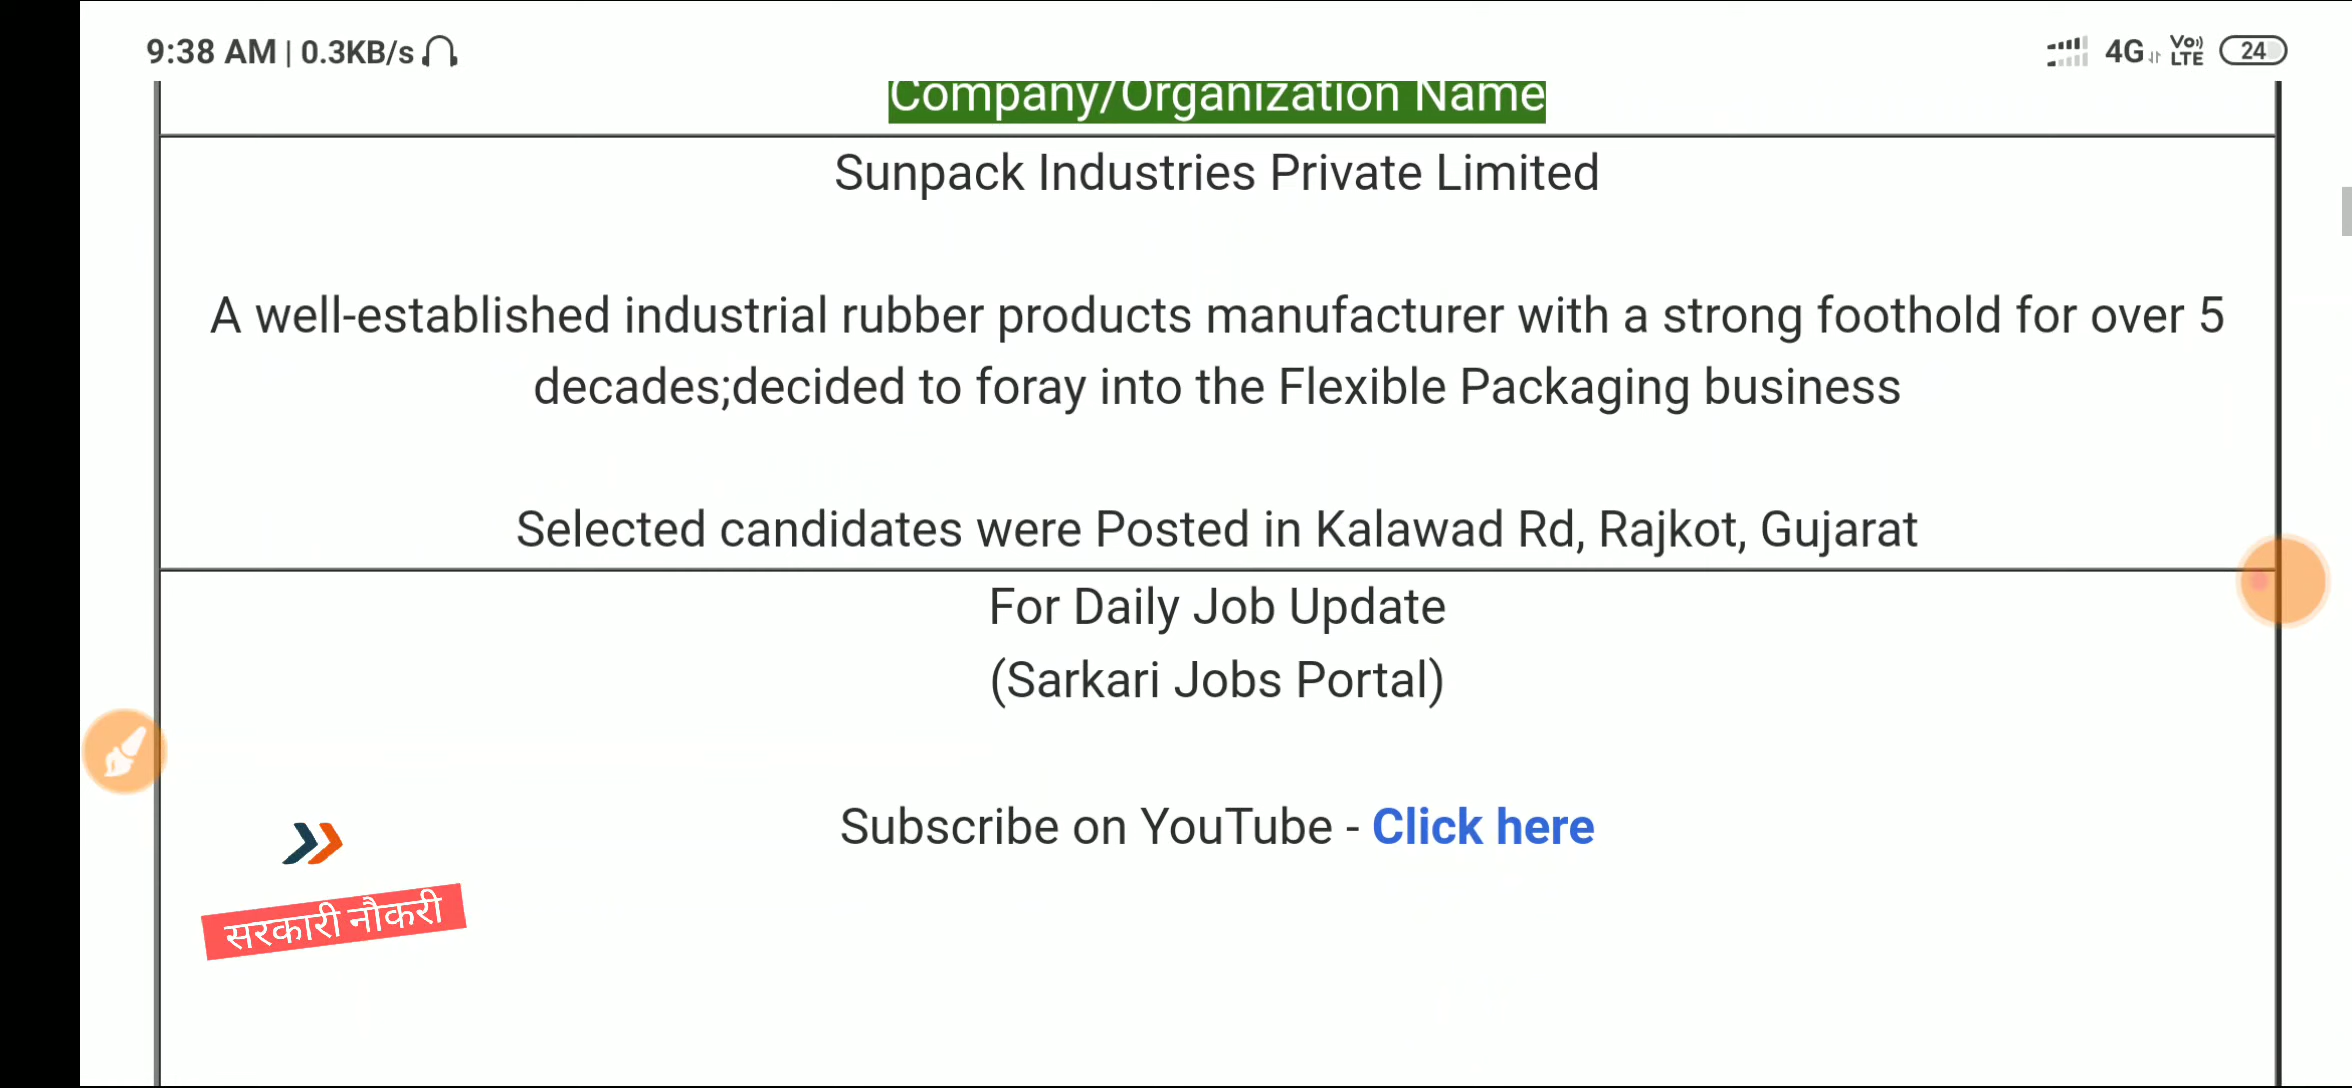 9:38 AM | 0.3KB/s
4G VoLTE 24
Company/Organization Name
Sunpack Industries Private Limited
A well-established industrial rubber products manufacturer with a strong foothold for over 5
decades;decided to foray into the Flexible Packaging business
Selected candidates were Posted in Kalawad Rd, Rajkot, Gujarat
For Daily Job Update
(Sarkari Jobs Portal)
Subscribe on YouTube - Click here
सरकारी नौकरी